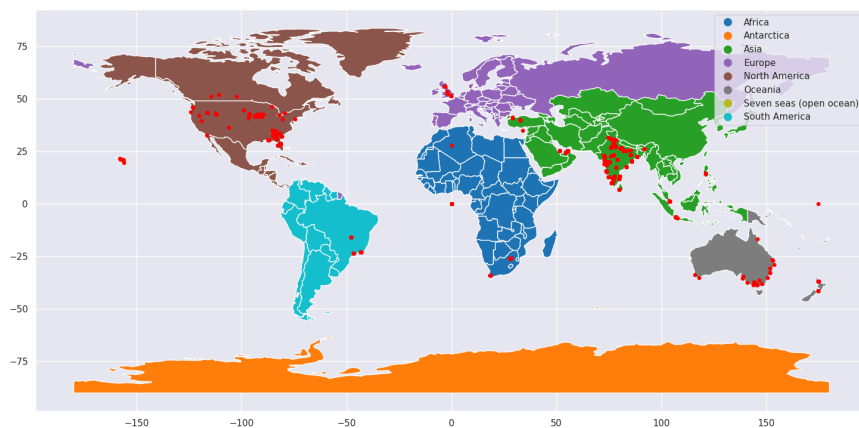 Africa
Antarctica
Asia
Europe
North America
Oceania
Seven seas (open ocean)
South America
75
50
25
0
−25
−50
−75
−150
−100
−50
0
50
100
150